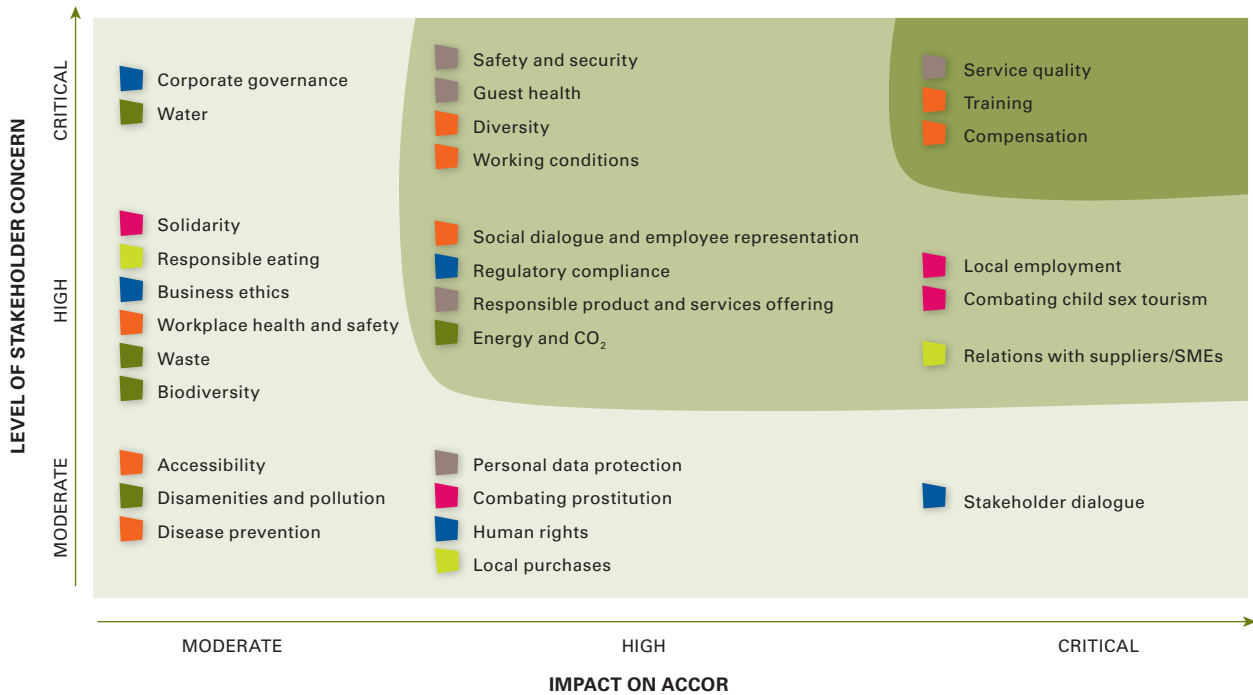 LEVEL OF STAKEHOLDER CONCERN
CRITICAL
Corporate governance
Water
Safety and security
Guest health
Diversity
Working conditions
Service quality
Training
Compensation
HIGH
Solidarity
Responsible eating
Business ethics
Workplace health and safety
Waste
Biodiversity
Social dialogue and employee representation
Regulatory compliance
Responsible product and services offering
Energy and CO₂
Local employment
Combating child sex tourism
Relations with suppliers/SMEs
MODERATE
Accessibility
Disamenities and pollution
Disease prevention
Personal data protection
Combating prostitution
Human rights
Local purchases
Stakeholder dialogue
MODERATE
HIGH
CRITICAL
IMPACT ON ACCOR